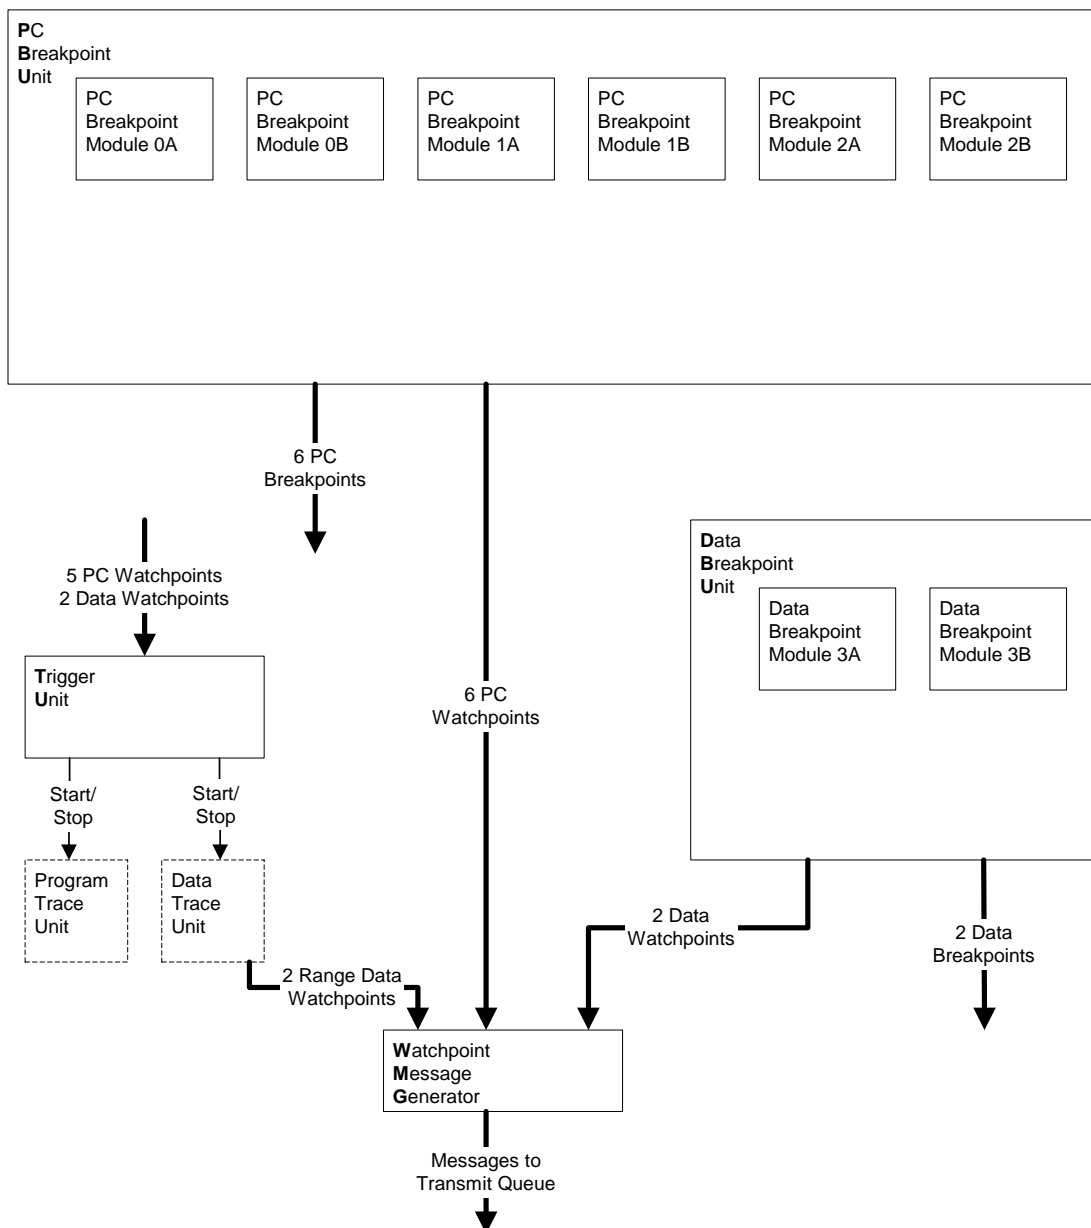 PC
Breakpoint
Unit
PC
Breakpoint
Module 0A
PC
Breakpoint
Module 0B
PC
Breakpoint
Module 1A
PC
Breakpoint
Module 1B
PC
Breakpoint
Module 2A
PC
Breakpoint
Module 2B
6 PC
Breakpoints
5 PC Watchpoints
2 Data Watchpoints
Trigger
Unit
Start/
Stop
Start/
Stop
Program
Trace
Unit
Data
Trace
Unit
2 Range Data
Watchpoints
6 PC
Watchpoints
Data
Breakpoint
Unit
Data
Breakpoint
Module 3A
Data
Breakpoint
Module 3B
2 Data
Watchpoints
2 Data
Breakpoints
Watchpoint
Message
Generator
Messages to
Transmit Queue